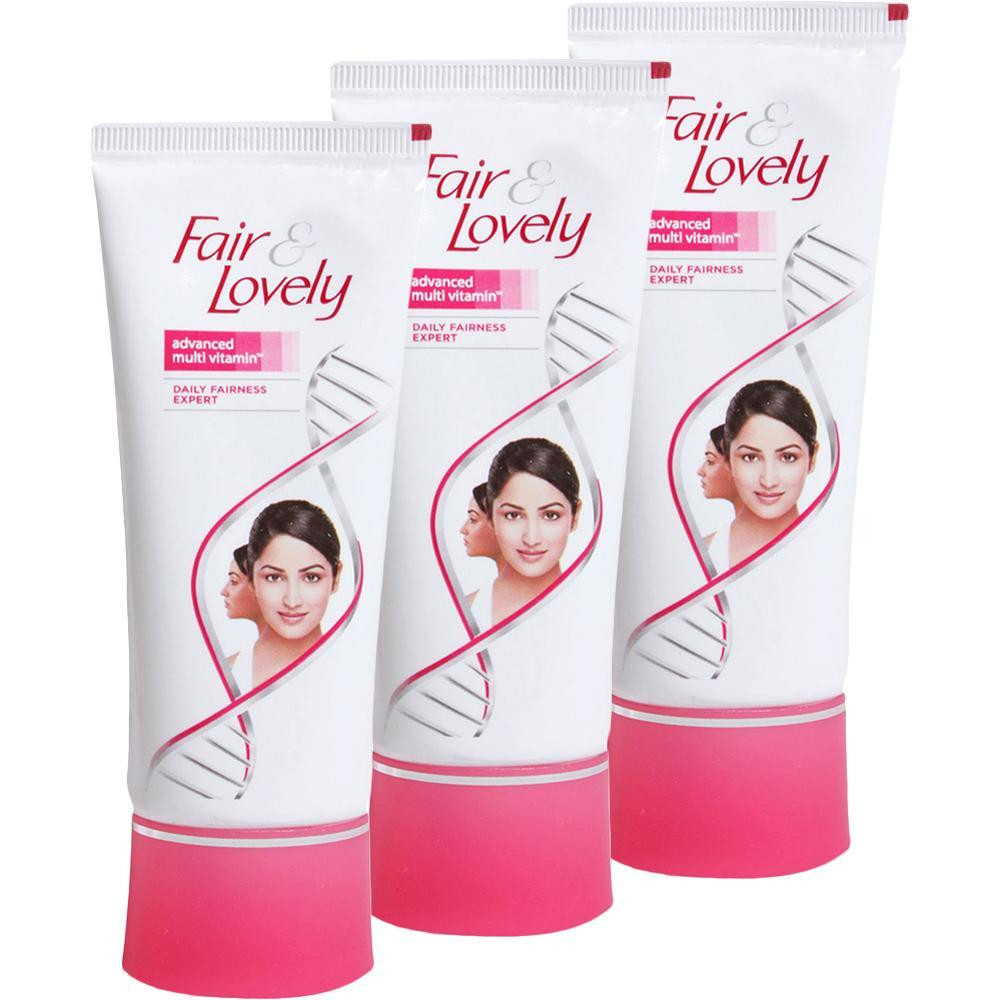 Fair &
Lovely
advanced
multi vitamin™
DAILY FAIRNESS
EXPERT
Fair &
Lovely
advanced
multi vitamin™
DAILY FAIRNESS
EXPERT
Fair &
Lovely
advanced
multi vitamin™
DAILY FAIRNESS
EXPERT